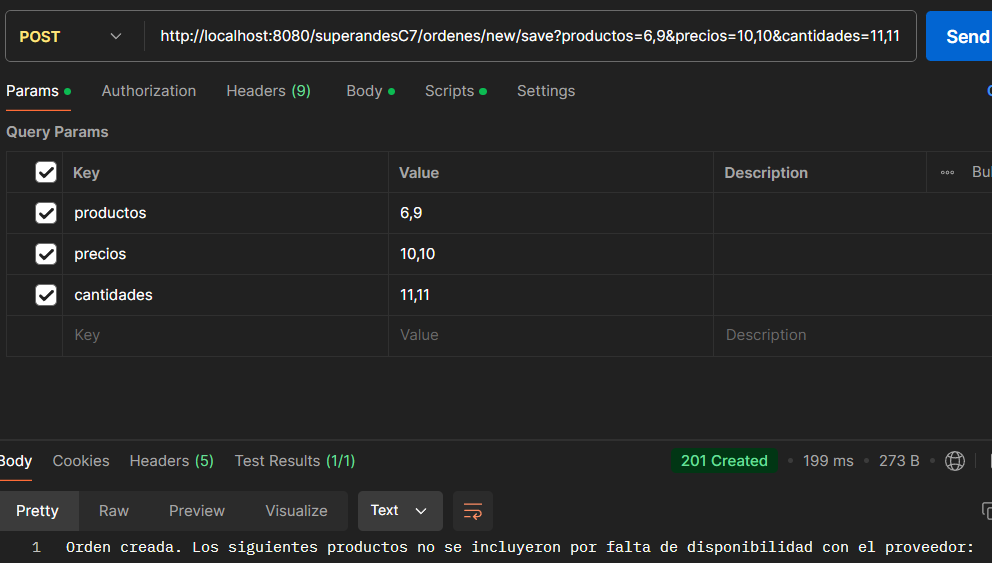 POST http://localhost:8080/superandesC7/ordenes/new/save?productos=6,9&precios=10,10&cantidades=11,11 Send
Params Authorization Headers (9) Body Scripts Settings
Query Params
Key Value Description Bul
productos 6,9
precios 10,10
cantidades 11,11
Key Value Description
Body Cookies Headers (5) Test Results (1/1) 201 Created 199 ms 273 B
Pretty Raw Preview Visualize Text
1 Orden creada. Los siguientes productos no se incluyeron por falta de disponibilidad con el proveedor: